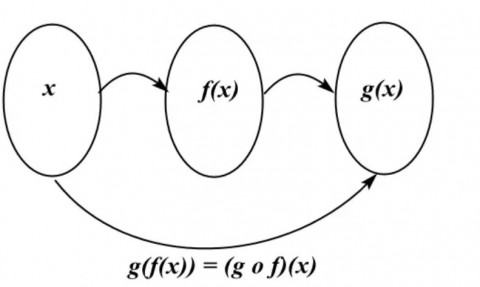 x
f(x)
g(x)
g(f(x)) = (g o f)(x)